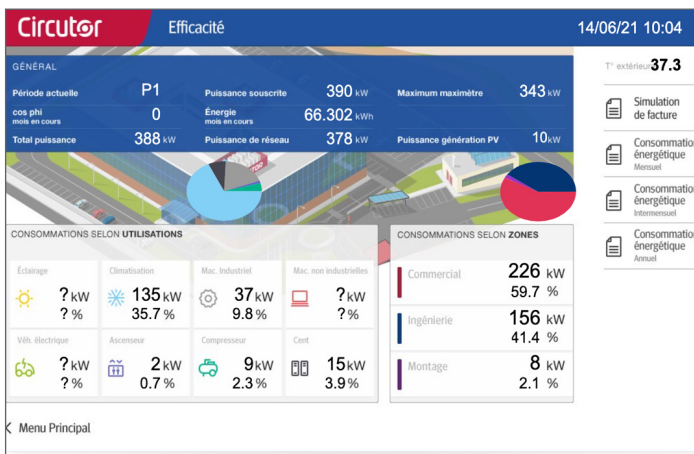 Circutor
Efficacité
14/06/21 10:04
GÉNÉRAL
Période actuelle P1 Puissance souscrite 390 kW Maximum maximètre 343 kW
cos phi
mois en cours 0 Énergie
mois en cours 66.302 kWh
Total puissance 388 kW Puissance de réseau 378 kW Puissance génération PV 10 kW
T° extérieur 37.3
Simulation
de facture
Consommation
énergétique
Mensuel
Consommation
énergétique
Intermensuel
Consommation
énergétique
Annuel
CONSOMMATIONS SELON UTILISATIONS
Éclairage Climatisation Mac. Industriel Mac. non industrielles
? kW 135 kW 37 kW ? kW
? % 35.7 % 9.8 % ? %
Véh. électrique Ascenseur Compresseur Cent
? kW 2 kW 9 kW 15 kW
? % 0.7 % 2.3 % 3.9 %
CONSOMMATIONS SELON ZONES
Commercial 226 kW
59.7 %
Ingénierie 156 kW
41.4 %
Montage 8 kW
2.1 %
Menu Principal